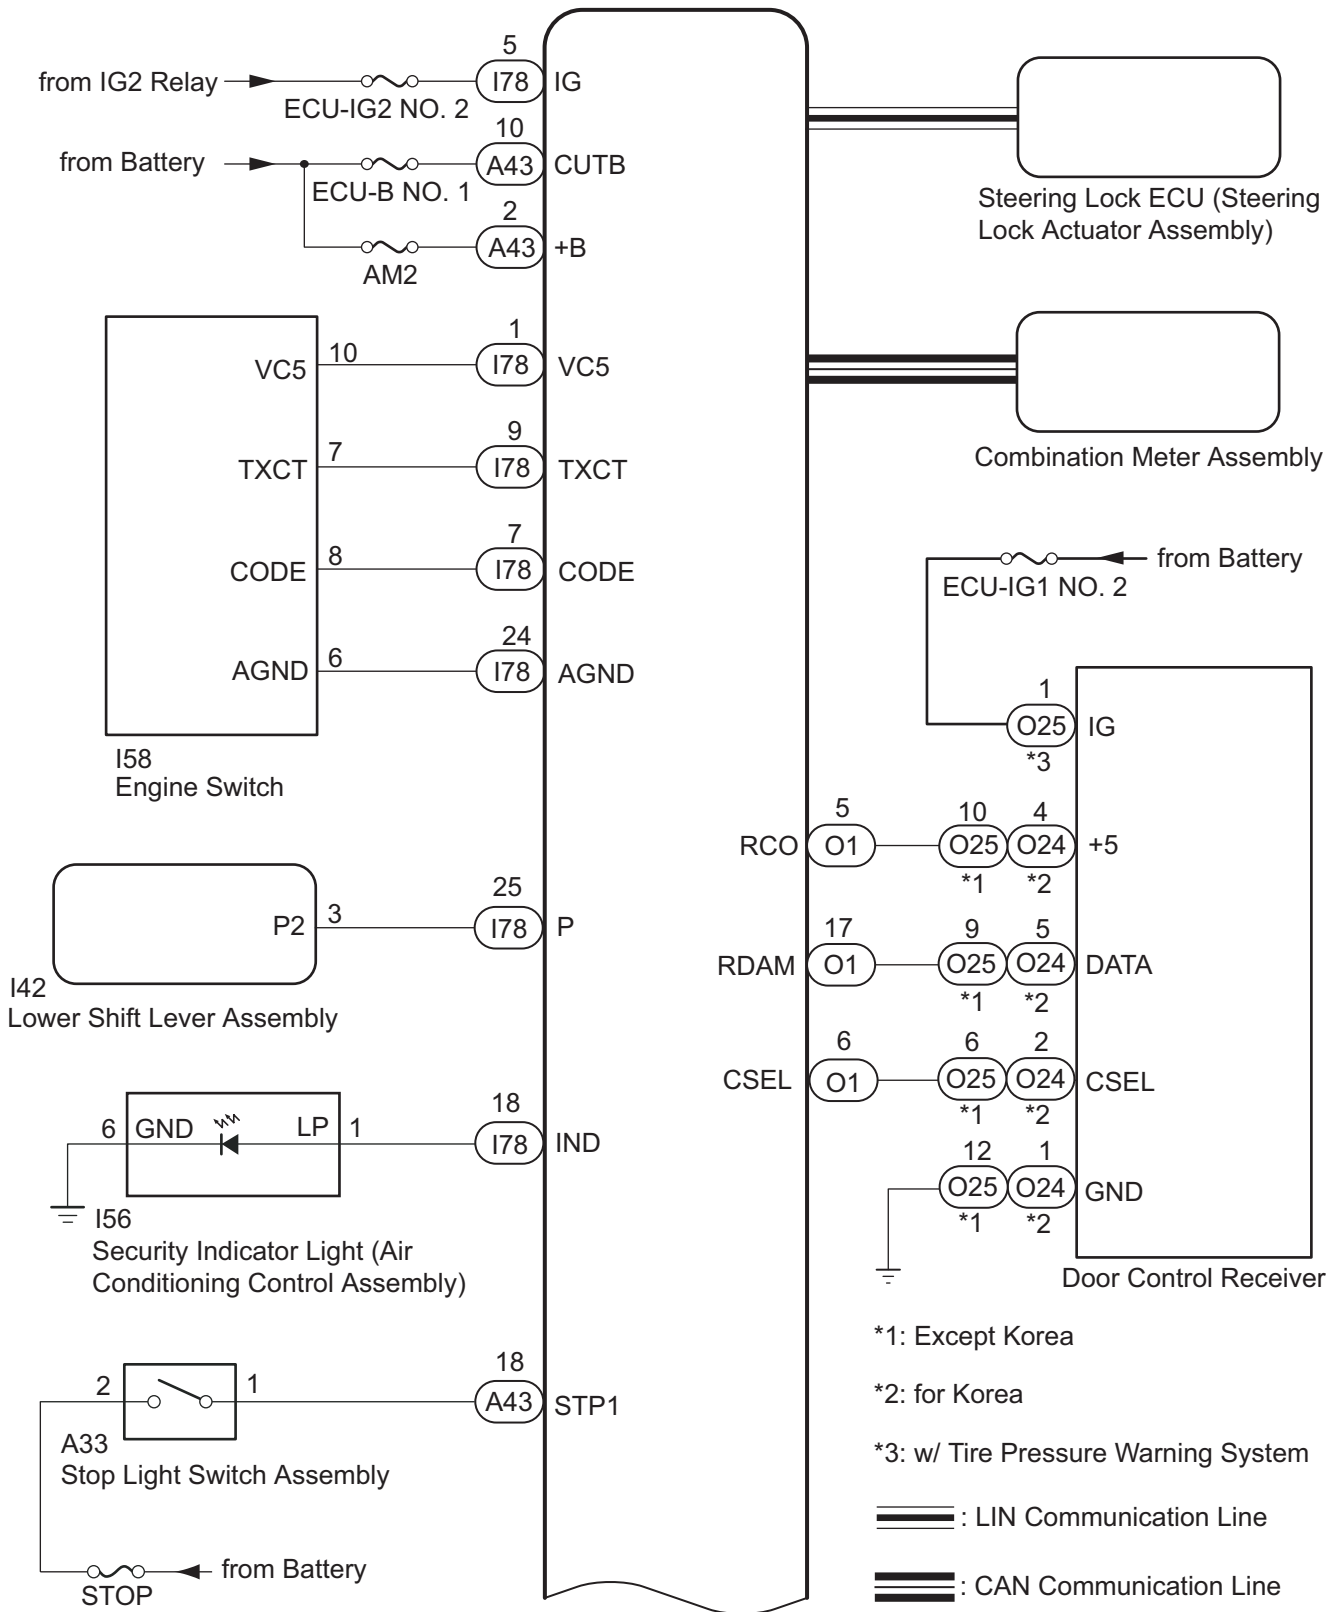 5
from IG2 Relay
I78
IG
ECU-IG2 NO. 2
10
from Battery
A43
CUTB
ECU-B NO. 1
2
A43
+B
AM2
Steering Lock ECU (Steering
Lock Actuator Assembly)
1
VC5
10
I78
VC5
9
TXCT
7
I78
TXCT
7
CODE
8
I78
CODE
24
AGND
6
I78
AGND
I58
Engine Switch
Combination Meter Assembly
from Battery
ECU-IG1 NO. 2
1
O25
IG
*3
5
10
4
RCO
O1
O25
O24
+5
*1
*2
25
P2
3
I78
P
I42
Lower Shift Lever Assembly
17
9
5
RDAM
O1
O25
O24
DATA
*1
*2
6
6
2
CSEL
O1
O25
O24
CSEL
*1
*2
18
6
GND
LP
1
I78
IND
I56
Security Indicator Light (Air
Conditioning Control Assembly)
12
1
O25
O24
GND
*1
*2
Door Control Receiver
18
2
1
A43
STP1
A33
Stop Light Switch Assembly
from Battery
STOP
*1: Except Korea
*2: for Korea
*3: w/ Tire Pressure Warning System
: LIN Communication Line
: CAN Communication Line